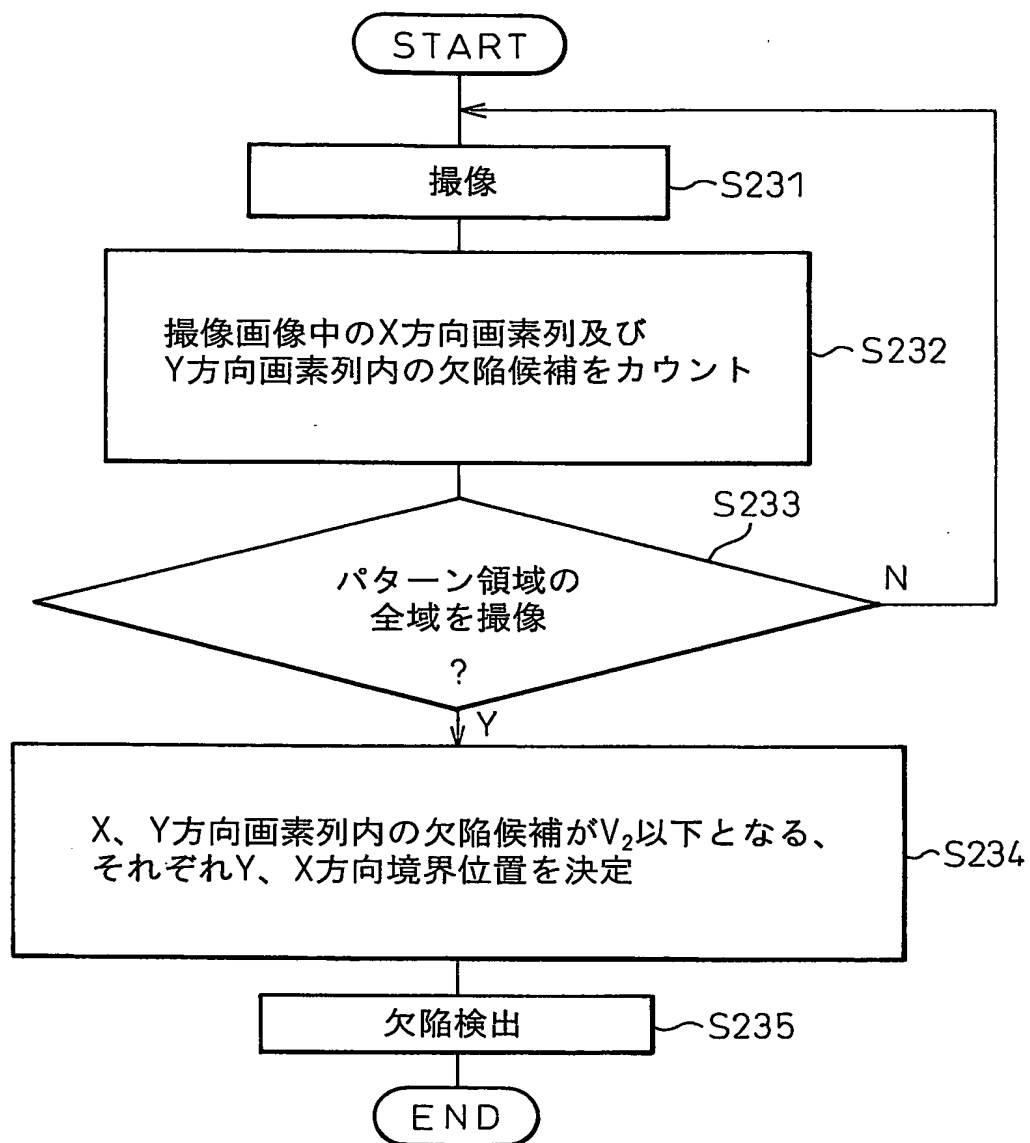 START
撮像
S231
撮像画像中のX方向画素列及び
Y方向画素列内の欠陥候補をカウント
S232
S233
パターン領域の
全域を撮像
?
N
Y
X、Y方向画素列内の欠陥候補がV₂以下となる、
それぞれY、X方向境界位置を決定
S234
欠陥検出
S235
END